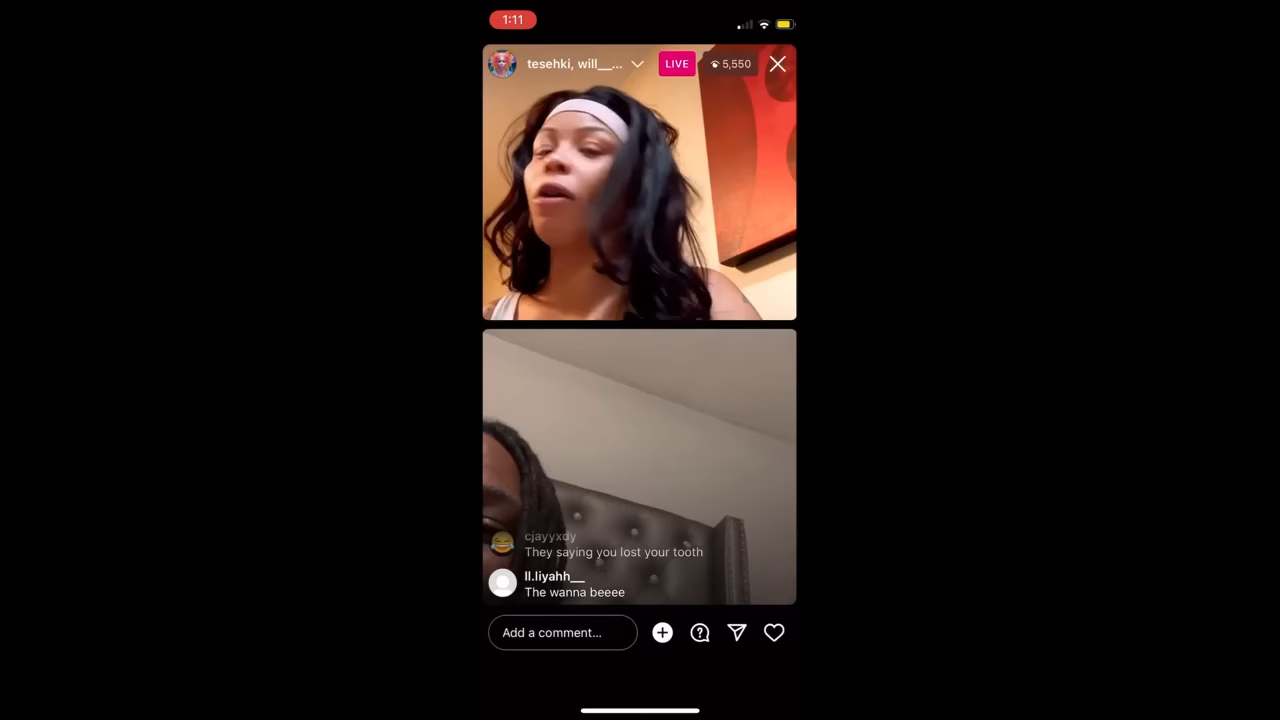 1:11
tesehki, will__... LIVE 5,550
cjayyxdy
They saying you lost your tooth
ll.liyahh__
The wanna beeee
Add a comment...